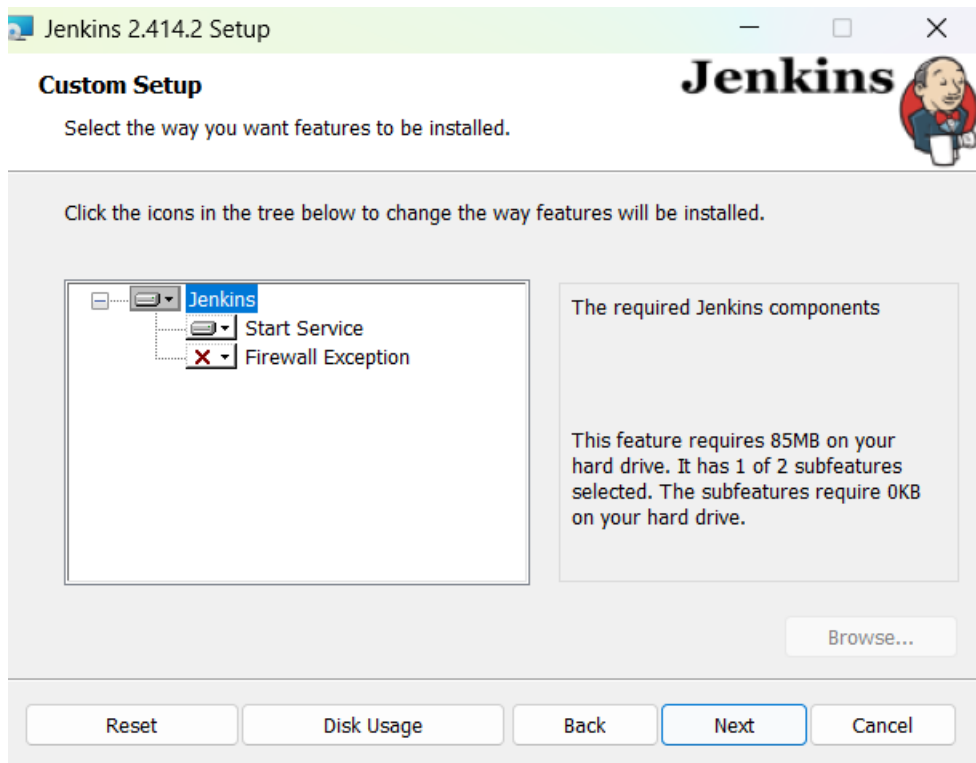 Jenkins 2.414.2 Setup
Custom Setup
Jenkins
Select the way you want features to be installed.
Click the icons in the tree below to change the way features will be installed.
Jenkins
Start Service
Firewall Exception
The required Jenkins components
This feature requires 85MB on your
hard drive. It has 1 of 2 subfeatures
selected. The subfeatures require 0KB
on your hard drive.
Browse...
Reset
Disk Usage
Back
Next
Cancel